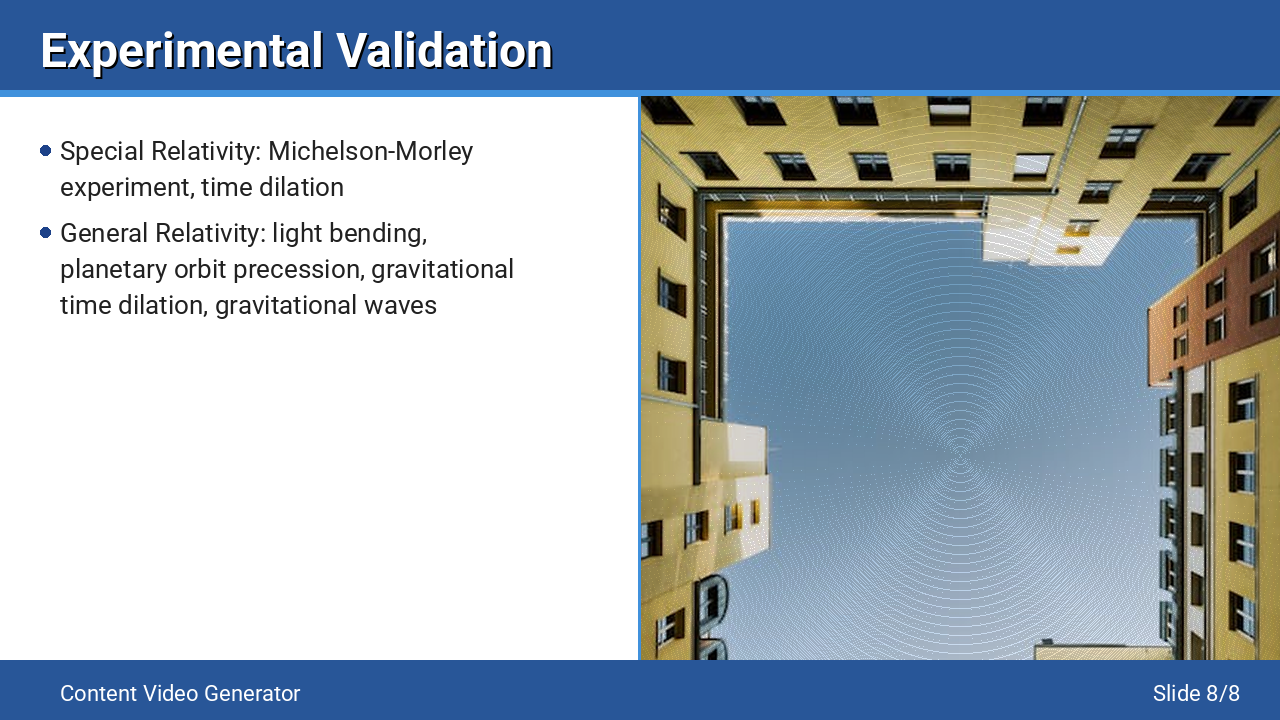 Experimental Validation
Special Relativity: Michelson-Morley
experiment, time dilation
General Relativity: light bending,
planetary orbit precession, gravitational
time dilation, gravitational waves
Content Video Generator
Slide 8/8